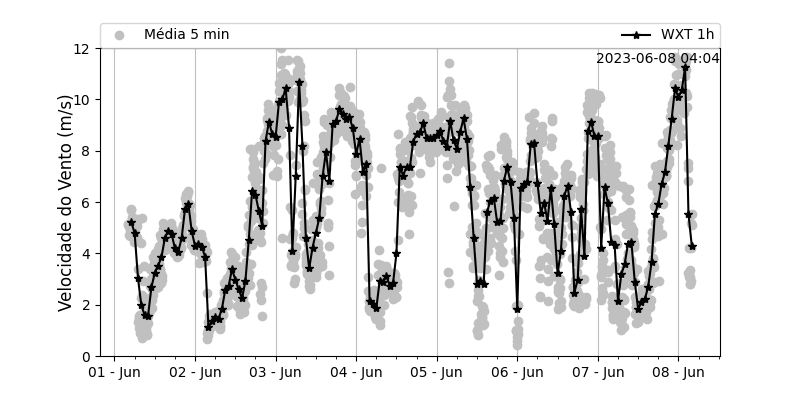 Média 5 min
WXT 1h
2023-06-08 04:04
Velocidade do Vento (m/s)
12
10
8
6
4
2
0
01 - Jun
02 - Jun
03 - Jun
04 - Jun
05 - Jun
06 - Jun
07 - Jun
08 - Jun